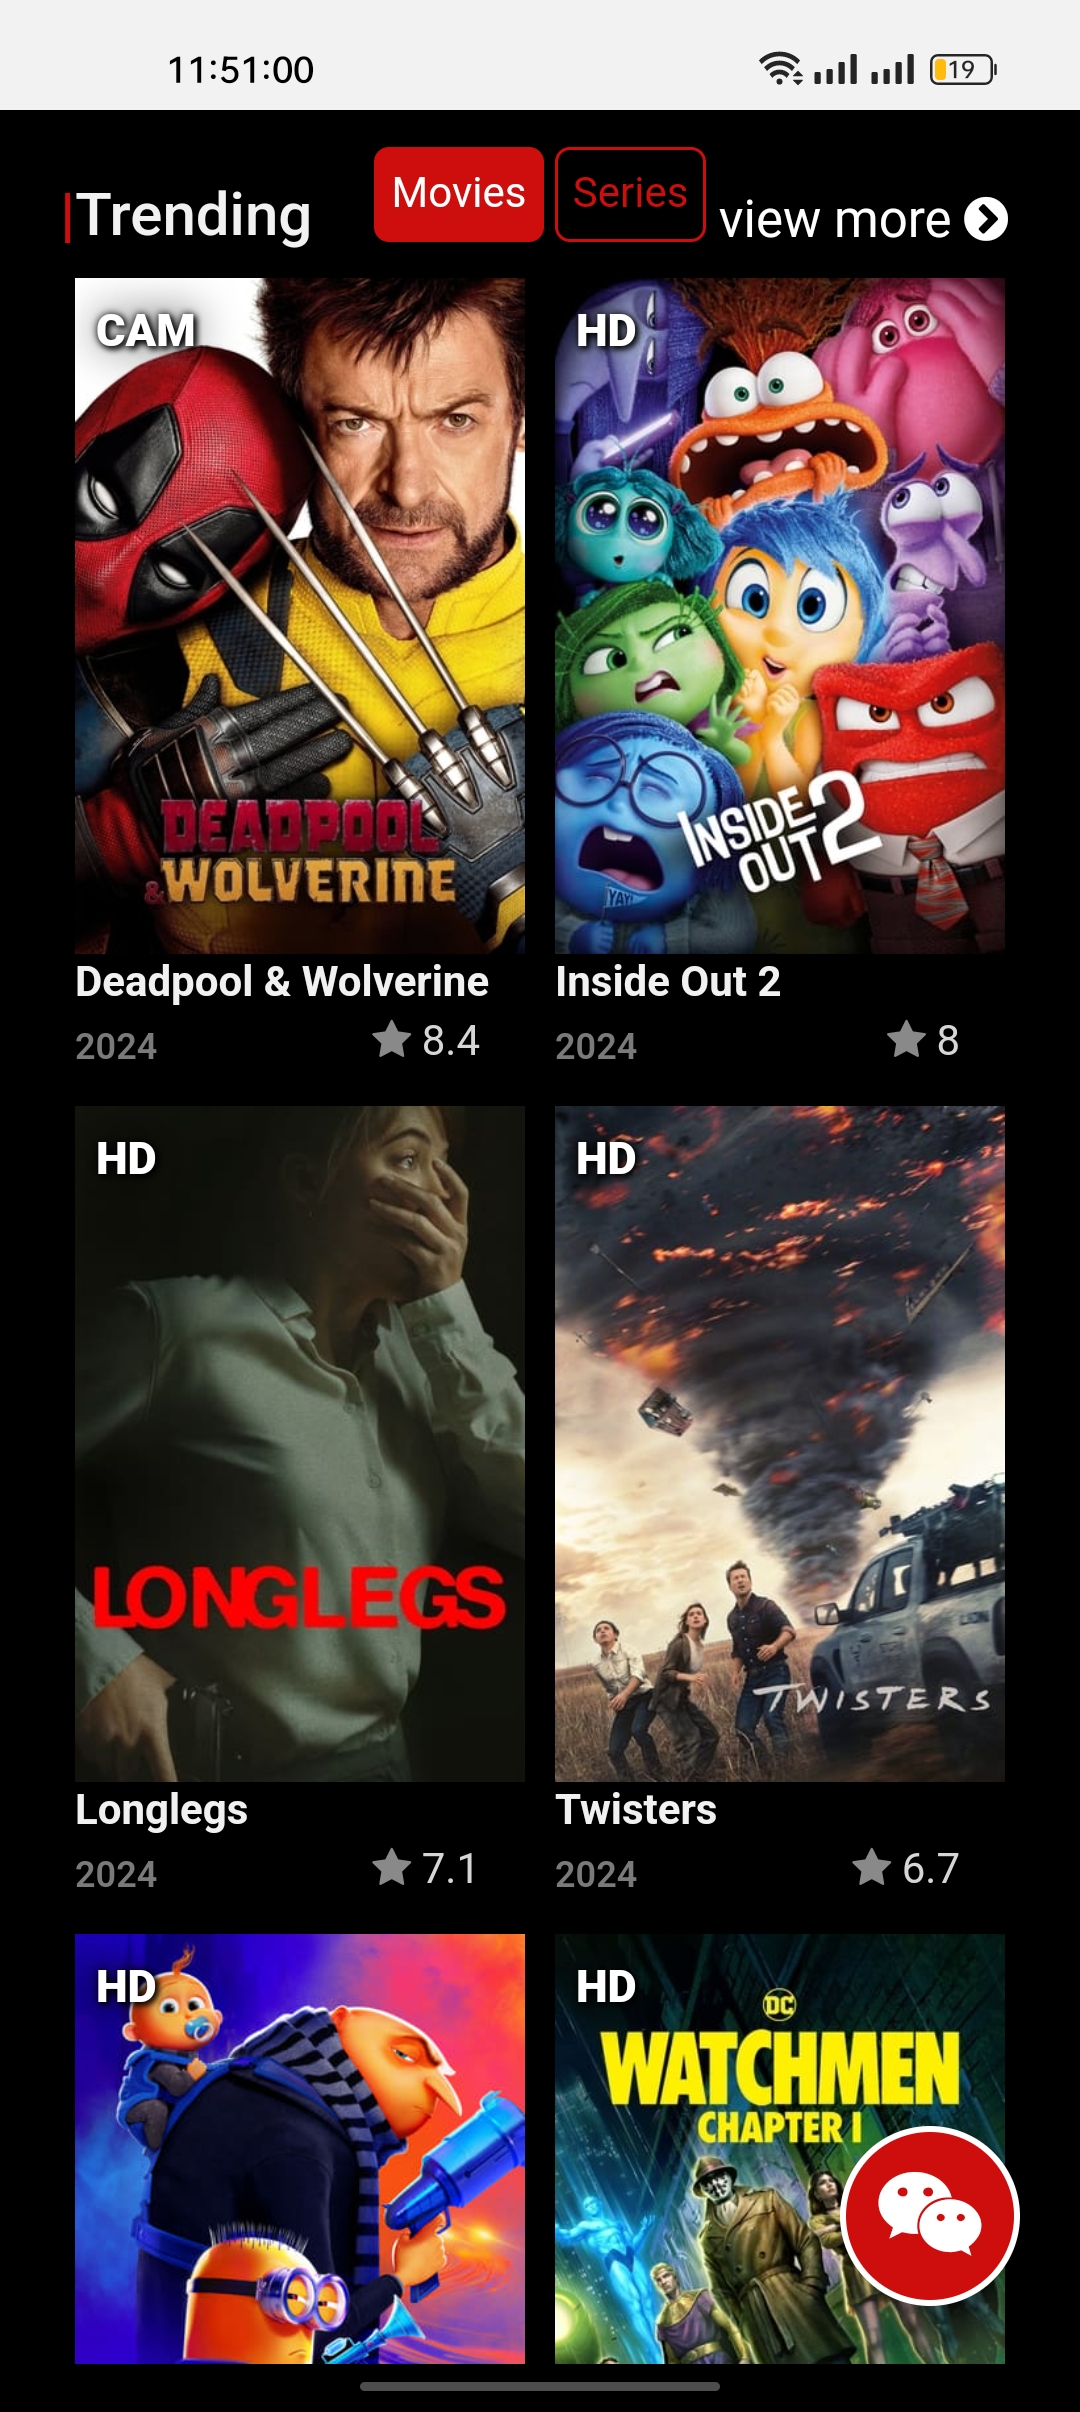 11:51:00
19
Trending
Movies
Series
view more
CAM
DEADPOOL
&WOLVERINE
Deadpool & Wolverine
2024
8.4
HD
YAY!
INSIDE
OUT 2
Inside Out 2
2024
8
HD
LONGLEGS
Longlegs
2024
7.1
HD
TWISTERS
Twisters
2024
6.7
HD
HD
DC
WATCHMEN
CHAPTER I